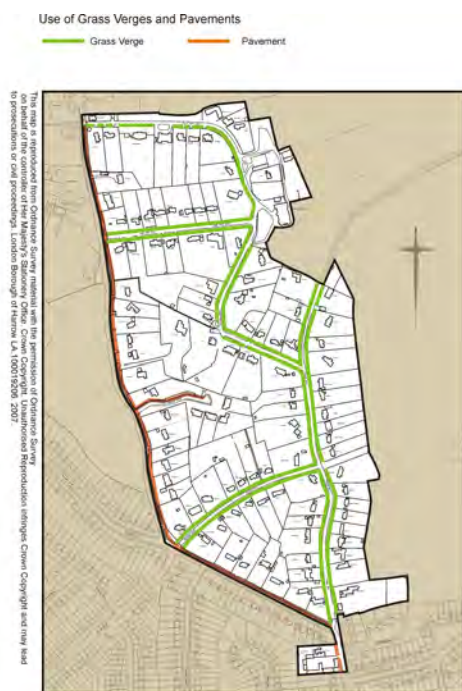 Use of Grass Verges and Pavements
Grass Verge
Pavement
This map is reproduced from Ordnance Survey material with the permission of Ordnance Survey
on behalf of the controller of Her Majesty's Stationery Office. Crown Copyright. Unauthorised Reproduction infringes Crown Copyright and may lead
to prosecutions or civil proceedings. London Borough of Harrow LA.100019206. 2007.